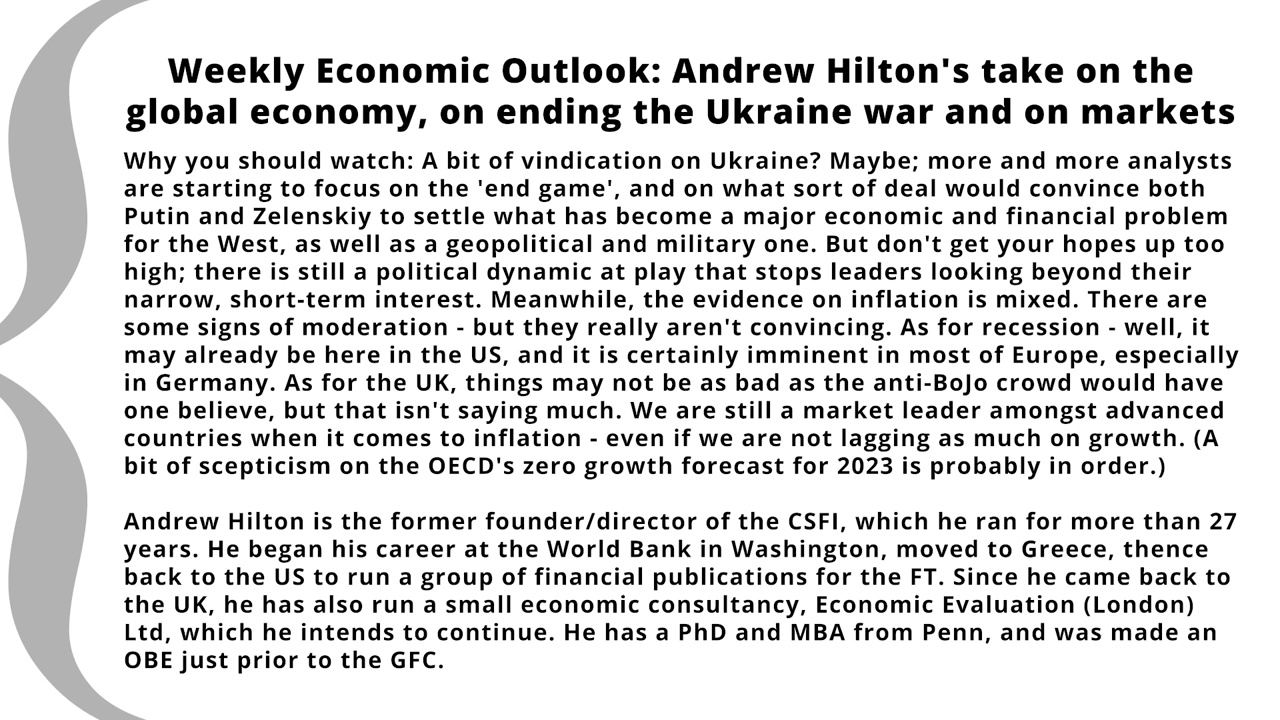 Weekly Economic Outlook: Andrew Hilton's take on the
global economy, on ending the Ukraine war and on markets
Why you should watch: A bit of vindication on Ukraine? Maybe; more and more analysts
are starting to focus on the 'end game', and on what sort of deal would convince both
Putin and Zelenskiy to settle what has become a major economic and financial problem
for the West, as well as a geopolitical and military one. But don't get your hopes up too
high; there is still a political dynamic at play that stops leaders looking beyond their
narrow, short-term interest. Meanwhile, the evidence on inflation is mixed. There are
some signs of moderation - but they really aren't convincing. As for recession - well, it
may already be here in the US, and it is certainly imminent in most of Europe, especially
in Germany. As for the UK, things may not be as bad as the anti-BoJo crowd would have
one believe, but that isn't saying much. We are still a market leader amongst advanced
countries when it comes to inflation - even if we are not lagging as much on growth. (A
bit of scepticism on the OECD's zero growth forecast for 2023 is probably in order.)
Andrew Hilton is the former founder/director of the CSFI, which he ran for more than 27
years. He began his career at the World Bank in Washington, moved to Greece, thence
back to the US to run a group of financial publications for the FT. Since he came back to
the UK, he has also run a small economic consultancy, Economic Evaluation (London)
Ltd, which he intends to continue. He has a PhD and MBA from Penn, and was made an
OBE just prior to the GFC.